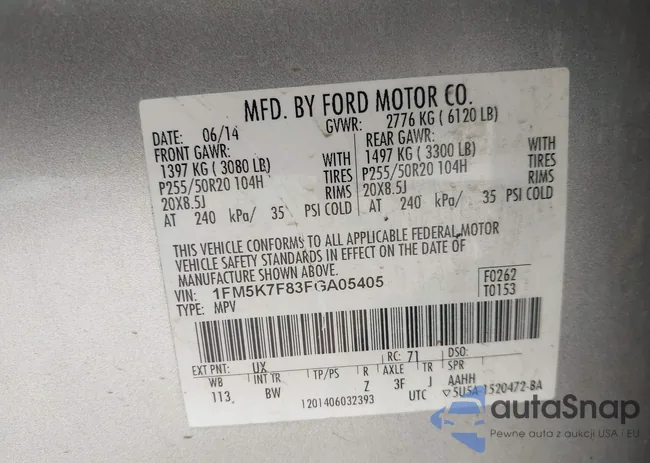 MFD. BY FORD MOTOR CO.
DATE: 06/14 GVWR: 2776 KG ( 6120 LB)
FRONT GAWR: REAR GAWR:
1397 KG ( 3080 LB) WITH 1497 KG ( 3300 LB) WITH
P255/50R20 104H TIRES P255/50R20 104H TIRES
20X8.5J RIMS 20X8.5J RIMS
AT 240 kPa/ 35 PSI COLD AT 240 kPa/ 35 PSI COLD
THIS VEHICLE CONFORMS TO ALL APPLICABLE FEDERAL MOTOR
VEHICLE SAFETY STANDARDS IN EFFECT ON THE DATE OF
MANUFACTURE SHOWN ABOVE.
VIN: 1FM5K7F83FGA05405 F0262
TYPE: MPV T0153
EXT PNT: UX RC: 71 DSO:
WB INT TR TP/PS R AXLE TR SPR
113 BW Z 3F J AAHH
1201406032393 UTC ▽5U5A-1520472-BA
autoSnap
Pewne auta z aukcji USA i EU